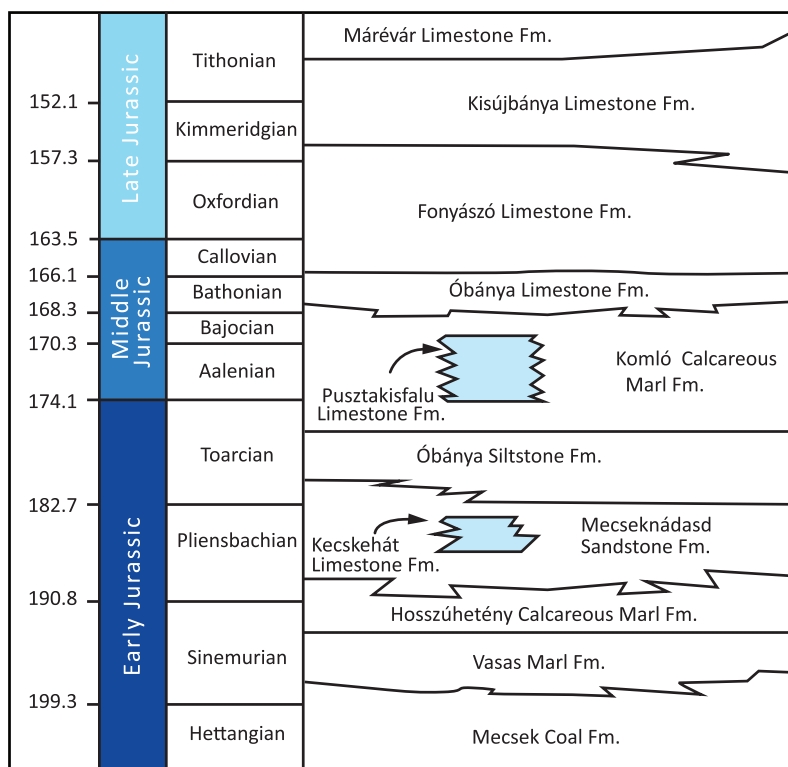 152.1
157.3
163.5
166.1
168.3
170.3
174.1
182.7
190.8
199.3
Late Jurassic
Middle
Jurassic
Early Jurassic
Tithonian
Kimmeridgian
Oxfordian
Callovian
Bathonian
Bajocian
Aalenian
Toarcian
Pliensbachian
Sinemurian
Hettangian
Márévár Limestone Fm.
Kisújbánya Limestone Fm.
Fonyászó Limestone Fm.
Óbánya Limestone Fm.
Komló Calcareous
Marl Fm.
Pusztakisfalu
Limestone Fm.
Óbánya Siltstone Fm.
Mecseknádasd
Sandstone Fm.
Kecskehát
Limestone Fm.
Hosszúhetény Calcareous Marl Fm.
Vasas Marl Fm.
Mecsek Coal Fm.